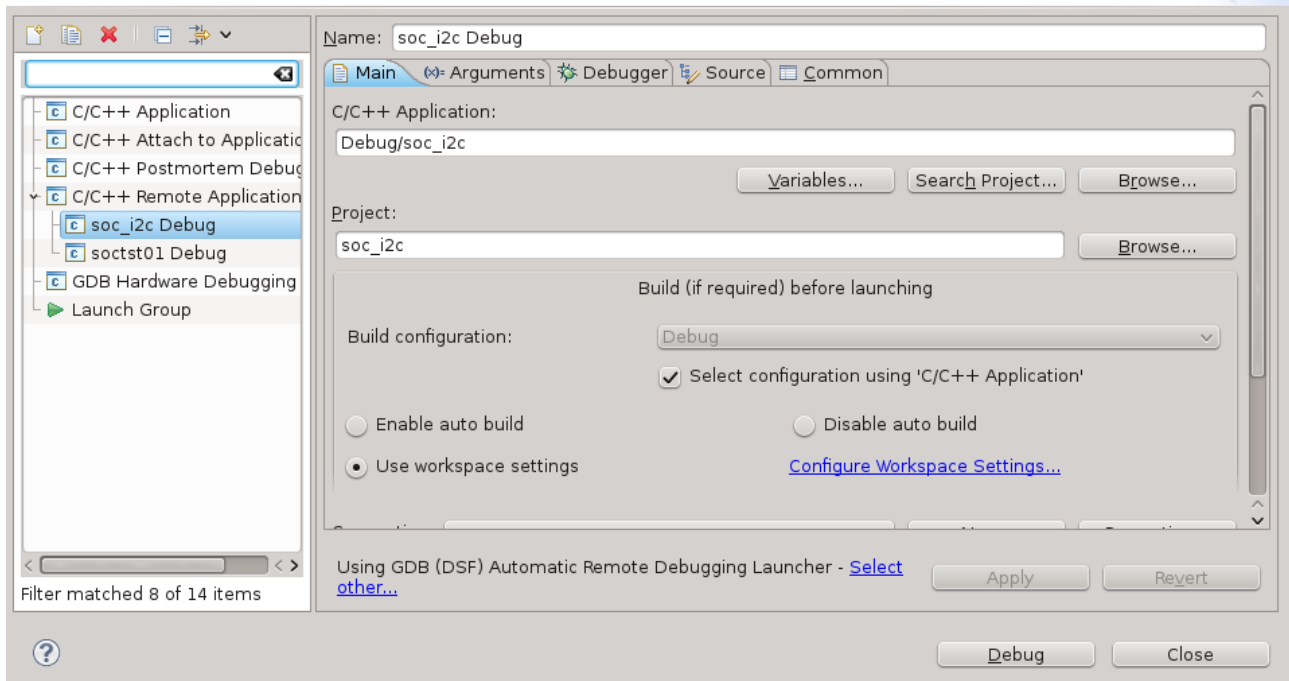 Name: soc_i2c Debug
Main (x)= Arguments Debugger Source Common
C/C++ Application
C/C++ Attach to Applicatio
C/C++ Postmortem Debug
C/C++ Remote Application
soc_i2c Debug
soctst01 Debug
GDB Hardware Debugging
Launch Group
Filter matched 8 of 14 items
C/C++ Application:
Debug/soc_i2c
Variables... Search Project... Browse...
Project:
soc_i2c Browse...
Build (if required) before launching
Build configuration: Debug
Select configuration using 'C/C++ Application'
Enable auto build Disable auto build
Use workspace settings Configure Workspace Settings...
Using GDB (DSF) Automatic Remote Debugging Launcher - Select
other...
Apply Revert
Debug Close